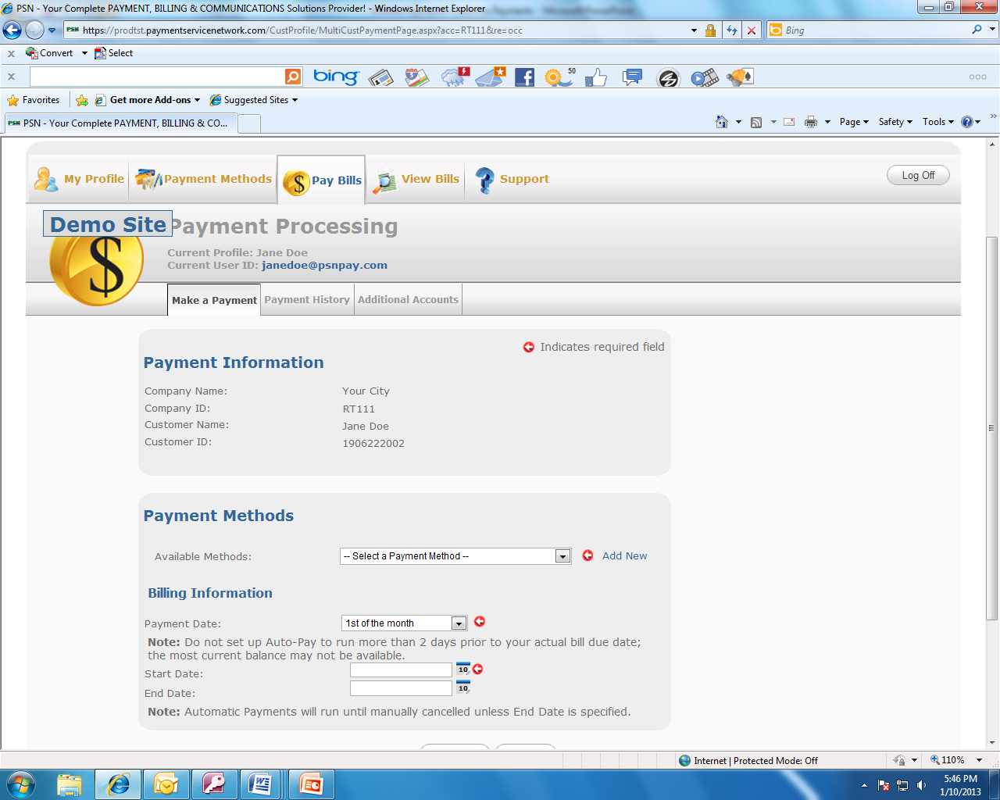 PSN - Your Complete PAYMENT, BILLING & COMMUNICATIONS Solutions Provider! - Windows Internet Explorer
PSN https://prodtst.paymentservicenetwork.com/CustProfile/MultiCustPaymentPage.aspx?acc=RT111&re=occ
Bing
x Convert Select
x bing 50
Favorites Get more Add-ons Suggested Sites
PSN PSN - Your Complete PAYMENT, BILLING & CO... Page Safety Tools
My Profile Payment Methods Pay Bills View Bills Support Log Off
Demo Site Payment Processing
Current Profile: Jane Doe
Current User ID: janedoe@psnpay.com
Make a Payment Payment History Additional Accounts
Indicates required field
Payment Information
Company Name: Your City
Company ID: RT111
Customer Name: Jane Doe
Customer ID: 1906222002
Payment Methods
Available Methods: -- Select a Payment Method -- Add New
Billing Information
Payment Date: 1st of the month
Note: Do not set up Auto-Pay to run more than 2 days prior to your actual bill due date;
the most current balance may not be available.
Start Date: 10
End Date: 10
Note: Automatic Payments will run until manually cancelled unless End Date is specified.
Internet | Protected Mode: Off 110%
5:46 PM
1/10/2013